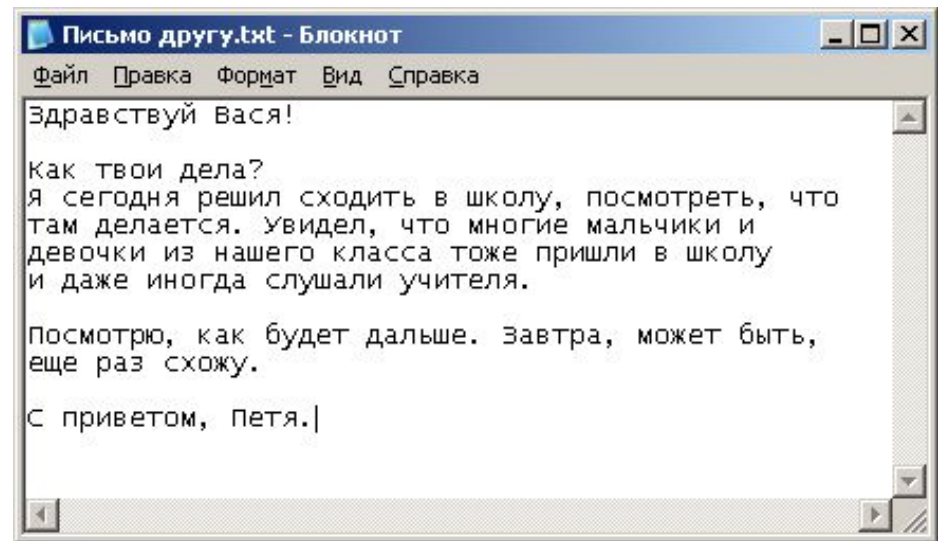 Письмо другу.txt - Блокнот
Файл Правка Формат Вид Справка
Здравствуй Вася!
Как твои дела?
Я сегодня решил сходить в школу, посмотреть, что
там делается. Увидел, что многие мальчики и
девочки из нашего класса тоже пришли в школу
и даже иногда слушали учителя.
Посмотрю, как будет дальше. Завтра, может быть,
еще раз схожу.
С приветом, Петя.